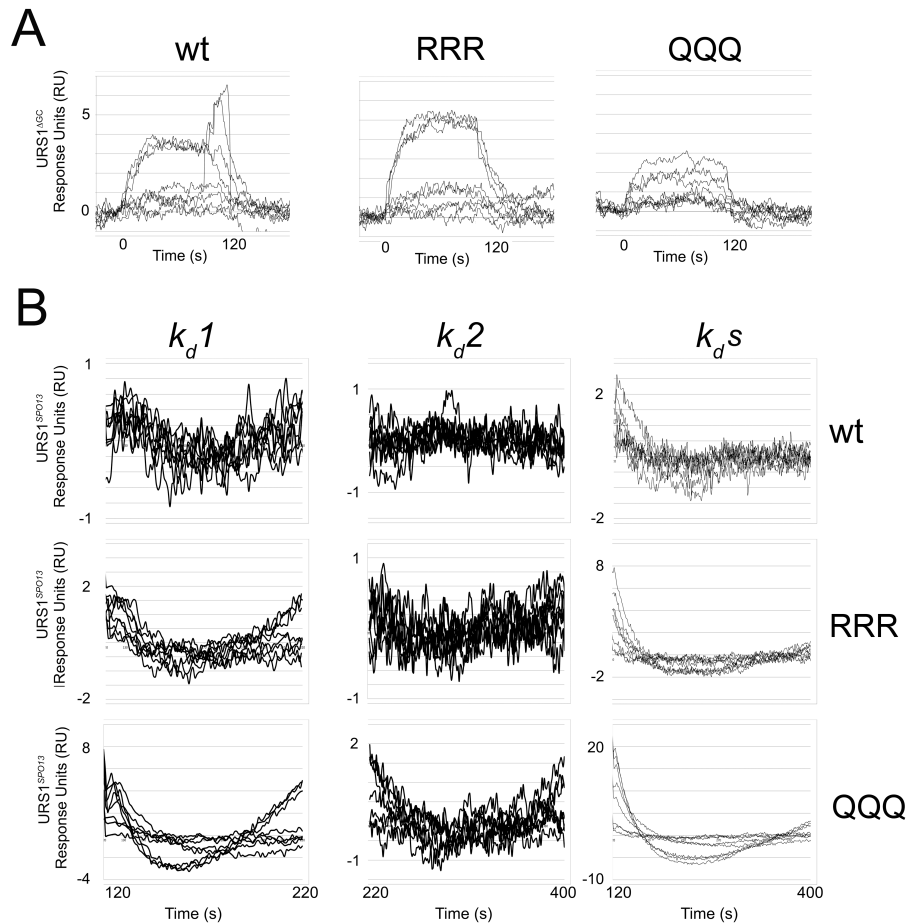 A
wt
RRR
QQQ
URS1ΔGC
Response Units (RU)
5
0
0
120
0
120
0
120
Time (s)
Time (s)
Time (s)
B
kd1
kd2
kds
URS1SPO13
Response Units (RU)
1
-1
1
-1
2
-2
wt
URS1SPO13
|Response Units (RU)
2
-2
1
-1
8
-2
RRR
URS1SPO13
Response Units (RU)
8
-4
2
-1
20
-10
QQQ
120
220
220
400
120
400
Time (s)
Time (s)
Time (s)